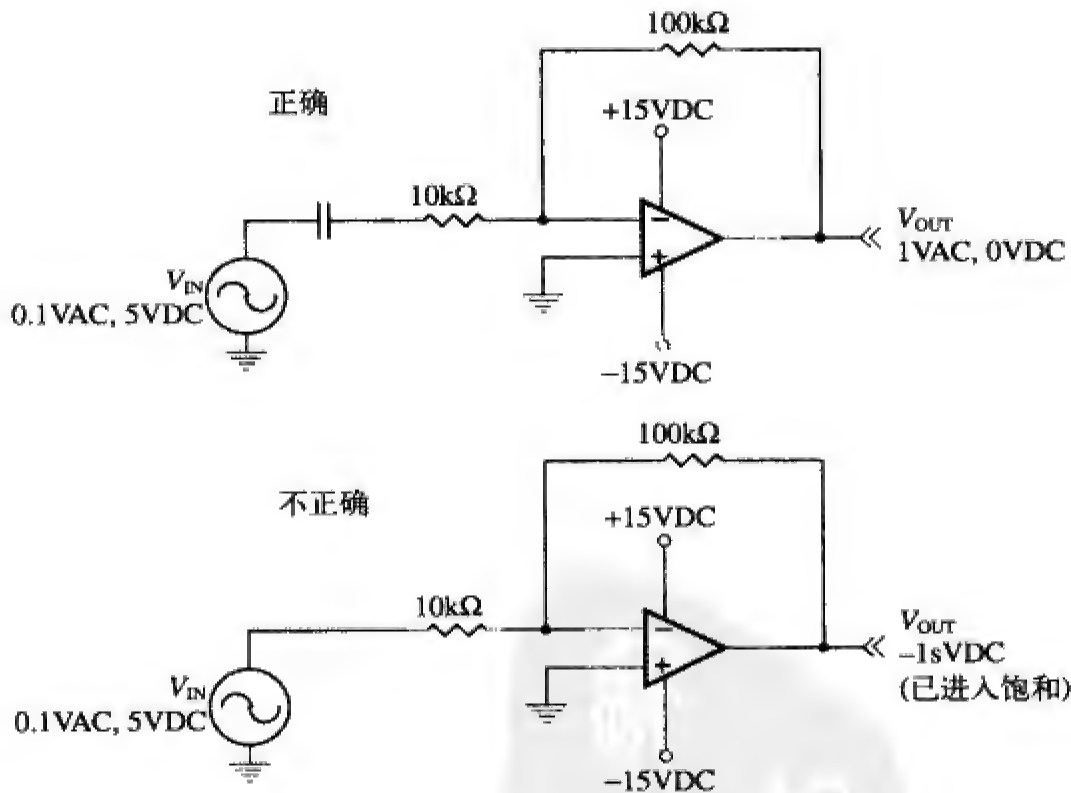 100kΩ
正确
+15VDC
10kΩ
−
+
V_IN
0.1VAC, 5VDC
V_OUT
1VAC, 0VDC
−15VDC
100kΩ
不正确
+15VDC
10kΩ
−
+
V_IN
0.1VAC, 5VDC
V_OUT
−1sVDC
(已进入饱和)
−15VDC